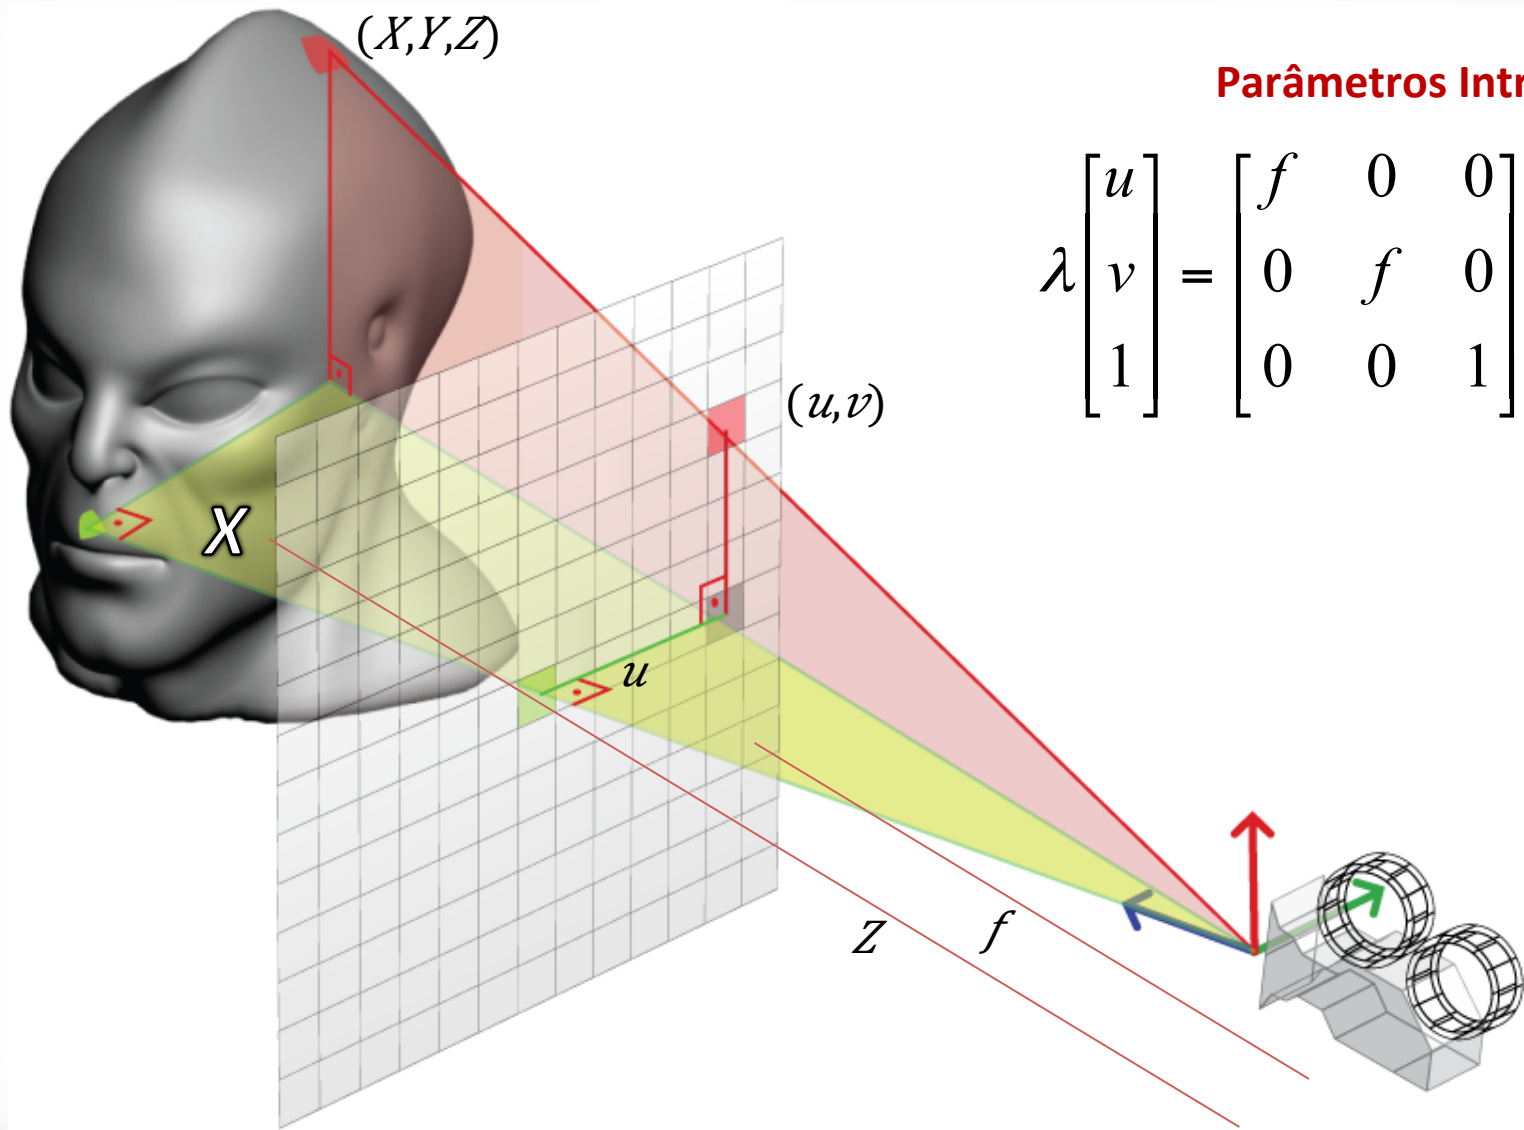 (X,Y,Z)
Parâmetros Intr
λ [u v 1] = [f 0 0
0 f 0
0 0 1]
(u,v)
X
u
Z
f